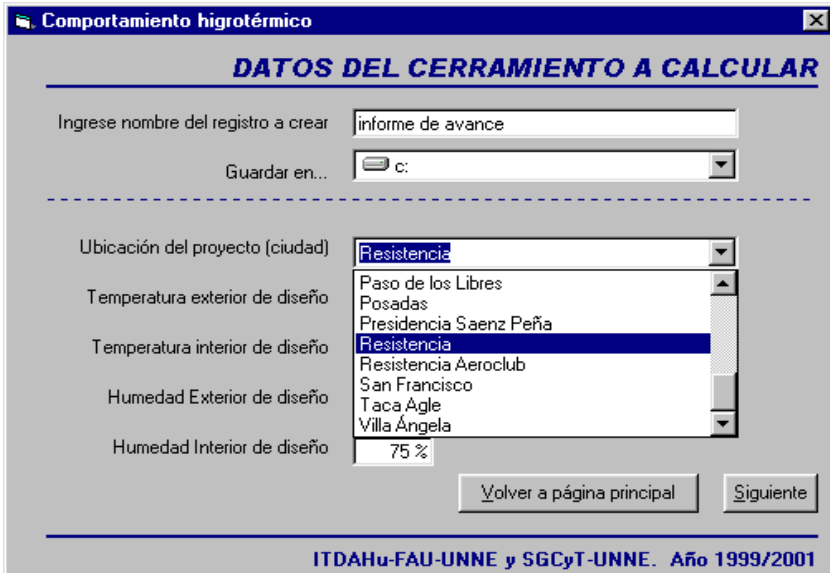 Comportamiento higrotérmico
DATOS DEL CERRAMIENTO A CALCULAR
Ingrese nombre del registro a crear
informe de avance
Guardar en...
c:
Ubicación del proyecto (ciudad)
Resistencia
Paso de los Libres
Posadas
Presidencia Saenz Peña
Resistencia
Resistencia Aeroclub
San Francisco
Taca Agle
Villa Ángela
Temperatura exterior de diseño
Temperatura interior de diseño
Humedad Exterior de diseño
Humedad Interior de diseño
75 %
Volver a página principal
Siguiente
ITDAHu-FAU-UNNE y SGCyT-UNNE. Año 1999/2001